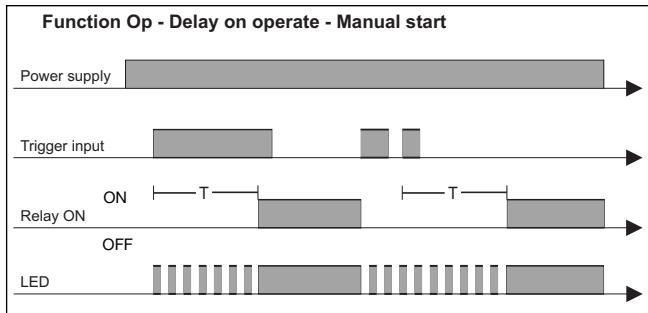 Function Op - Delay on operate - Manual start
Power supply
Trigger input
ON
T
T
Relay ON
OFF
LED